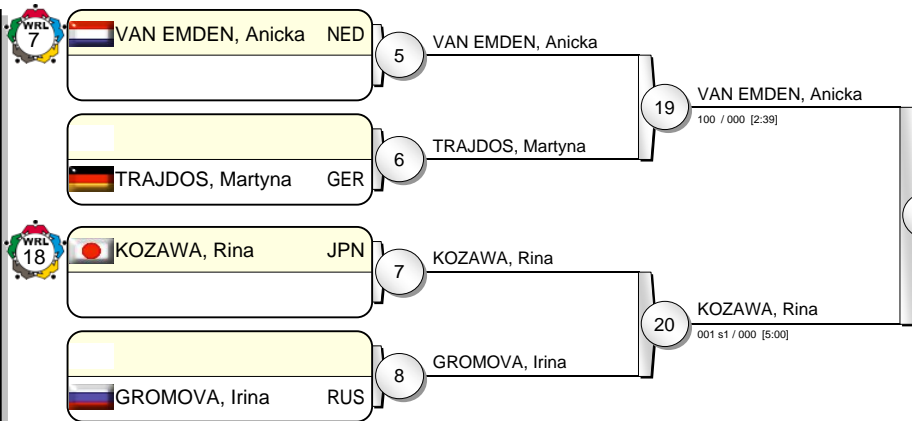 WRL
7
VAN EMDEN, Anicka NED
5
VAN EMDEN, Anicka
19
VAN EMDEN, Anicka
100 / 000 [2:39]
6
TRAJDOS, Martyna
TRAJDOS, Martyna GER
WRL
18
KOZAWA, Rina JPN
7
KOZAWA, Rina
20
KOZAWA, Rina
001 s1 / 000 [5:00]
8
GROMOVA, Irina
GROMOVA, Irina RUS